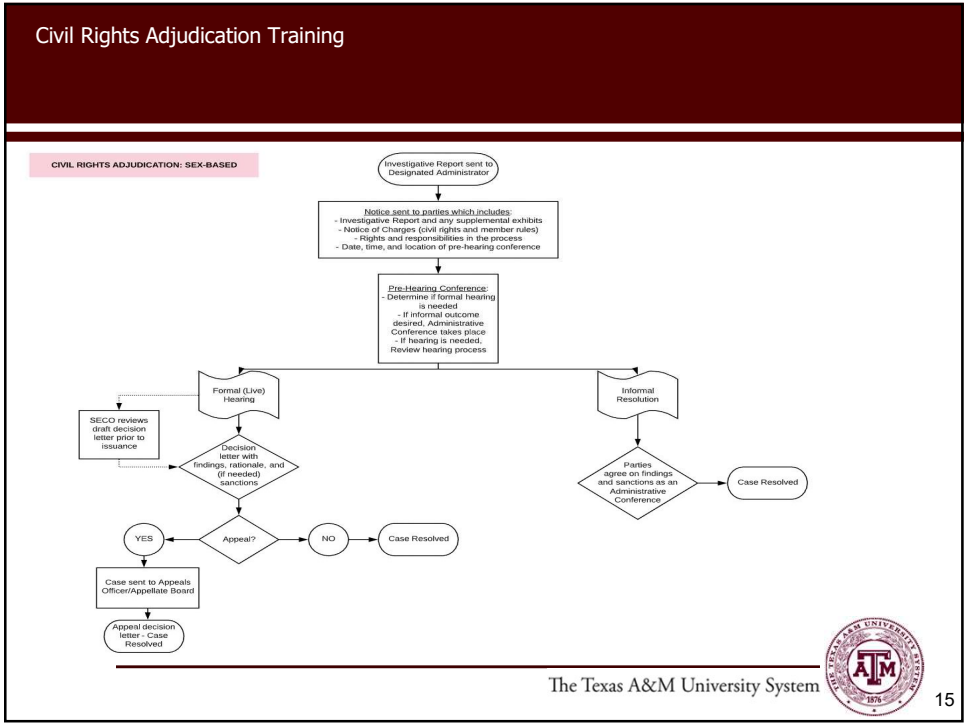 Civil Rights Adjudication Training
CIVIL RIGHTS ADJUDICATION: SEX-BASED
Investigative Report sent to
Designated Administrator
Notice sent to parties which includes:
- Investigative Report and any supplemental exhibits
- Notice of Charges (civil rights and member rules)
- Rights and responsibilities in the process
- Date, time, and location of pre-hearing conference
Pre-Hearing Conference:
- Determine if formal hearing
is needed
- If informal outcome
desired, Administrative
Conference takes place
- If hearing is needed,
Review hearing process
Formal (Live)
Hearing
Informal
Resolution
SECO reviews
draft decision
letter prior to
issuance
Decision
letter with
findings, rationale, and
(if needed)
sanctions
Parties
agree on findings
and sanctions as an
Administrative
Conference
Case Resolved
YES
Appeal?
NO
Case Resolved
Case sent to Appeals
Officer/Appellate Board
Appeal decision
letter - Case
Resolved
The Texas A&M University System
THE TEXAS A&M UNIVERSITY SYSTEM
ATM
1876
15